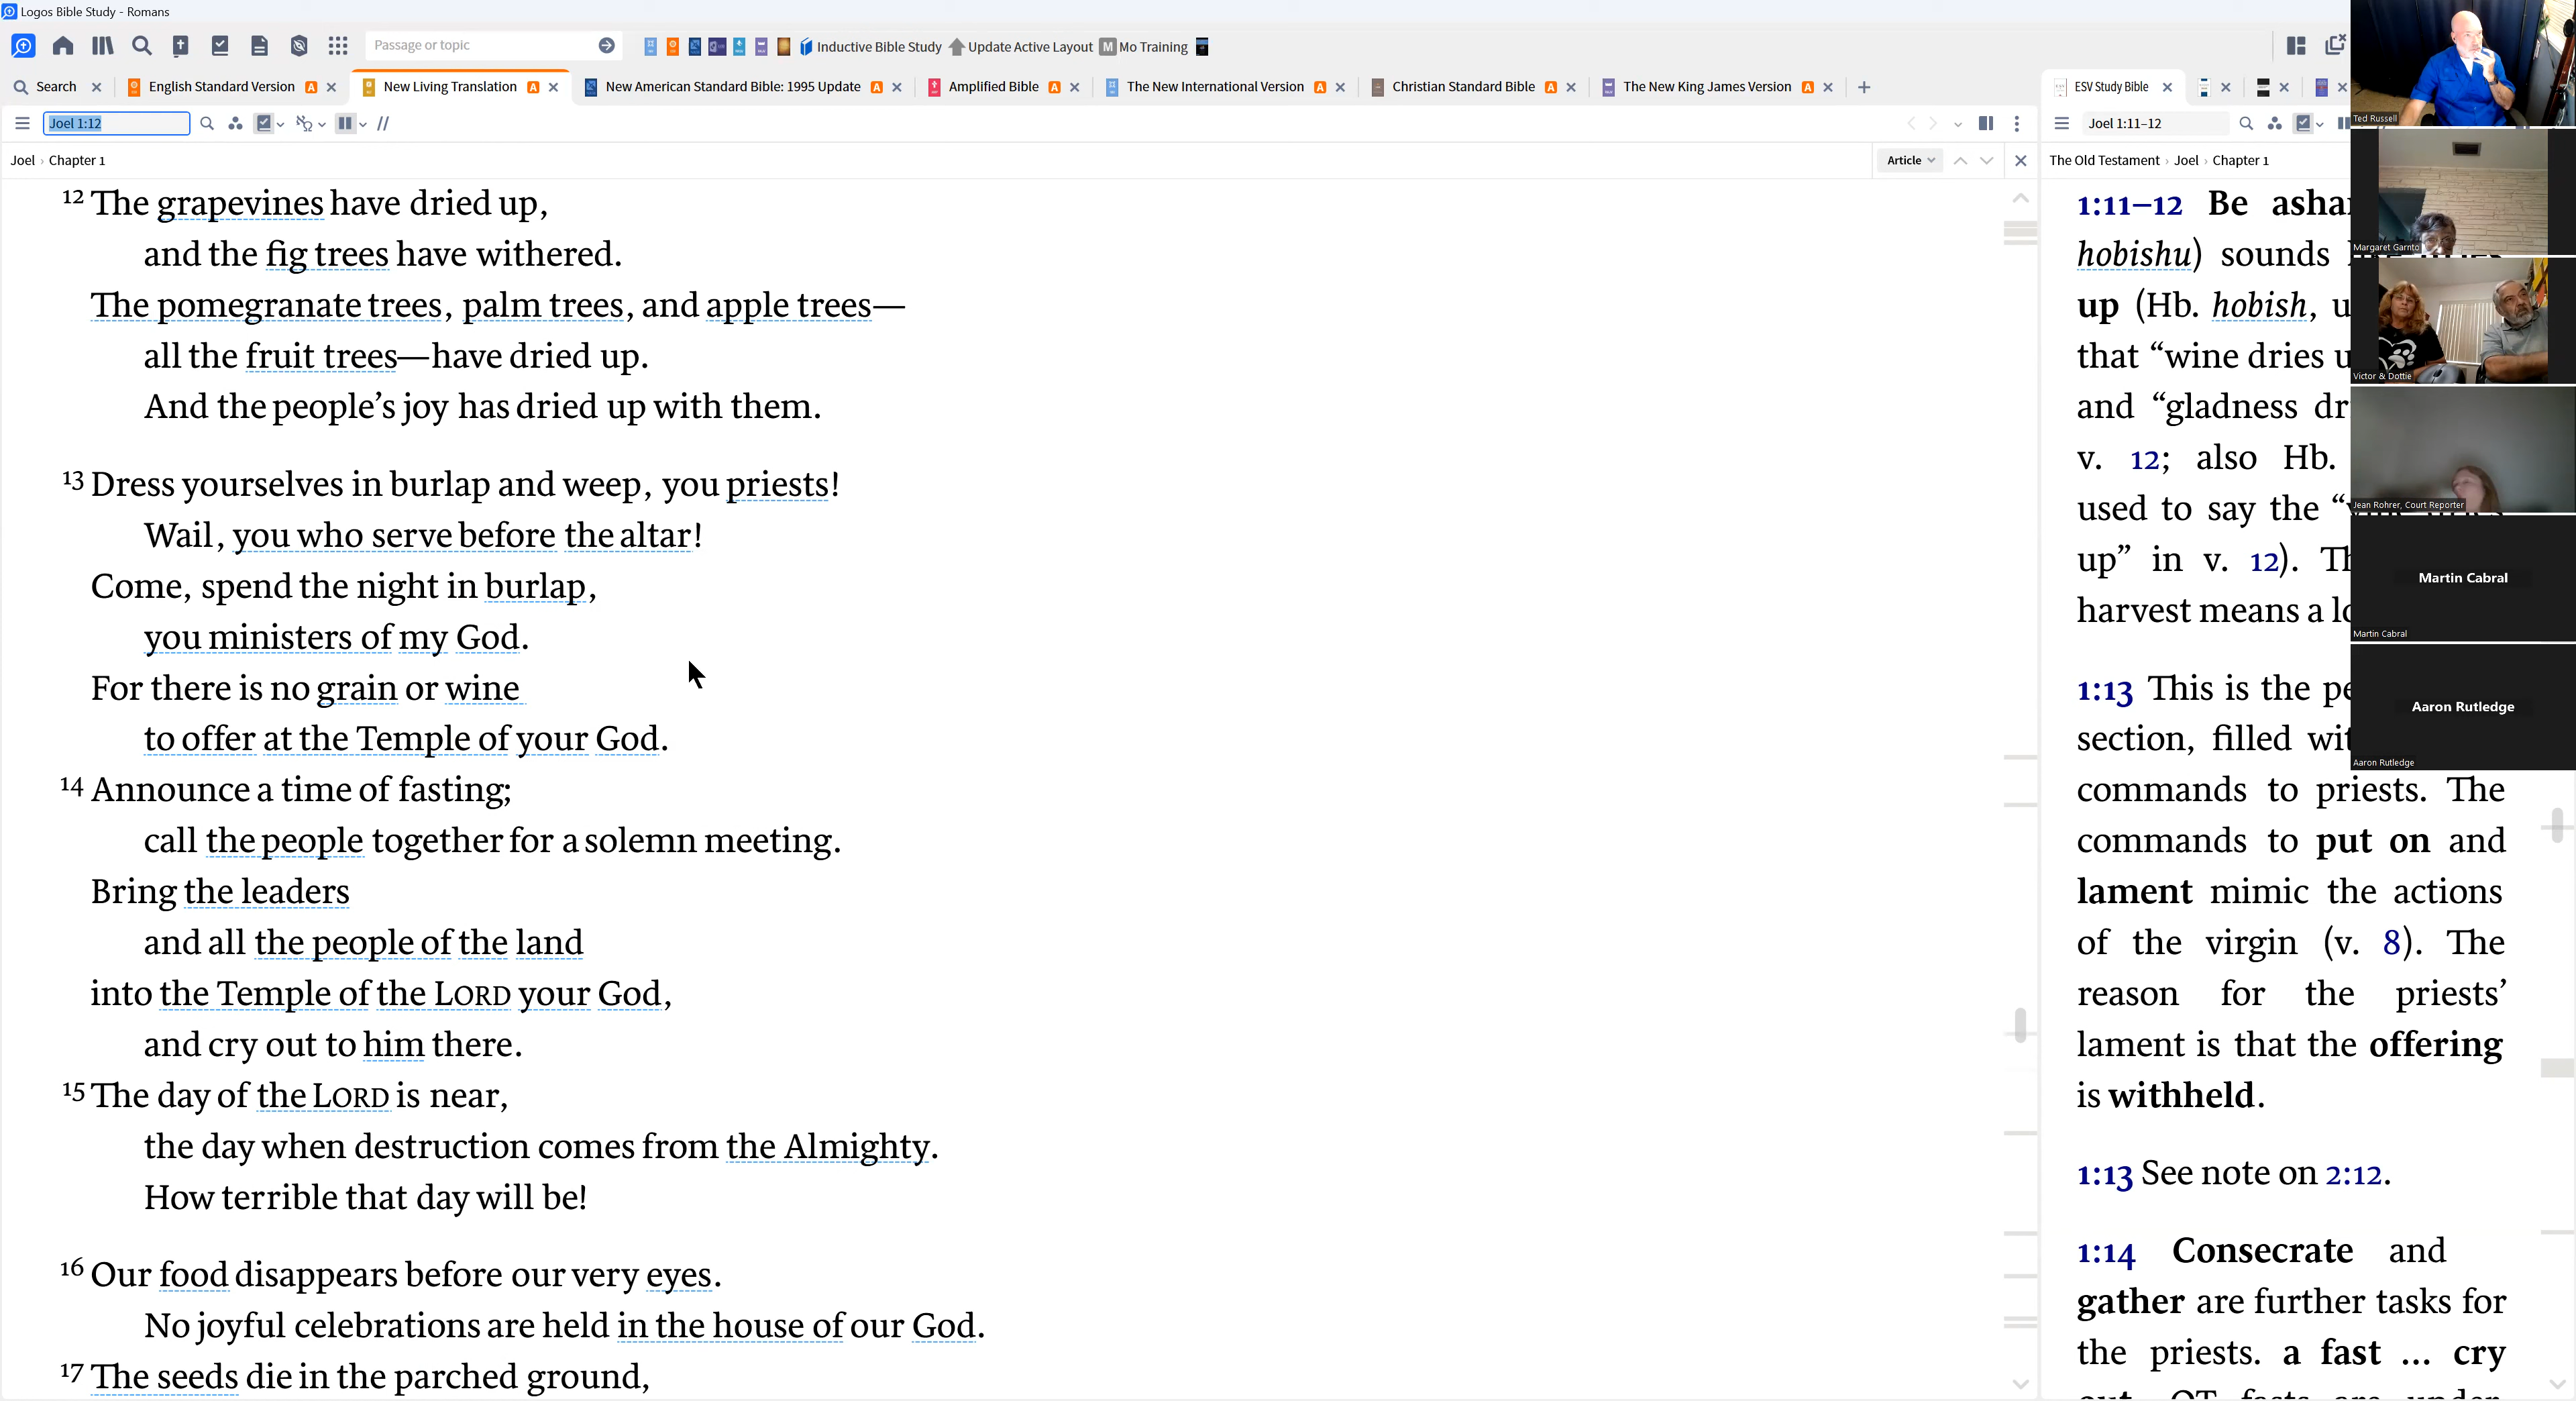 Logos Bible Study - Romans
Passage or topic
Inductive Bible Study Update Active Layout M Mo Training
Search
English Standard Version A
New Living Translation A
New American Standard Bible: 1995 Update A
Amplified Bible A
The New International Version A
Christian Standard Bible A
The New King James Version A
ESV Study Bible
Joel 1:12
Joel 1:11–12
Joel › Chapter 1
Article
The Old Testament › Joel › Chapter 1
12 The grapevines have dried up,
and the fig trees have withered.
The pomegranate trees, palm trees, and apple trees—
all the fruit trees—have dried up.
And the people’s joy has dried up with them.
13 Dress yourselves in burlap and weep, you priests!
Wail, you who serve before the altar!
Come, spend the night in burlap,
you ministers of my God.
For there is no grain or wine
to offer at the Temple of your God.
14 Announce a time of fasting;
call the people together for a solemn meeting.
Bring the leaders
and all the people of the land
into the Temple of the LORD your God,
and cry out to him there.
15 The day of the LORD is near,
the day when destruction comes from the Almighty.
How terrible that day will be!
16 Our food disappears before our very eyes.
No joyful celebrations are held in the house of our God.
17 The seeds die in the parched ground,
1:11–12 Be
hobishu) sounds
up (Hb. hobish,
that “wine dries
and “gladness
v. 12; also Hb.
used to say the
up” in v. 12).
harvest means a
1:13 This is the
section, filled
commands to priests. The
commands to put on and
lament mimic the actions
of the virgin (v. 8). The
reason for the priests’
lament is that the offering
is withheld.
1:13 See note on 2:12.
1:14 Consecrate and
gather are further tasks for
the priests. a fast ... cry
Ted Russell
Margaret Garnto
Victor & Dottie
Jean Rohrer, Court Reporter
Martin Cabral
Martin Cabral
Aaron Rutledge
Aaron Rutledge